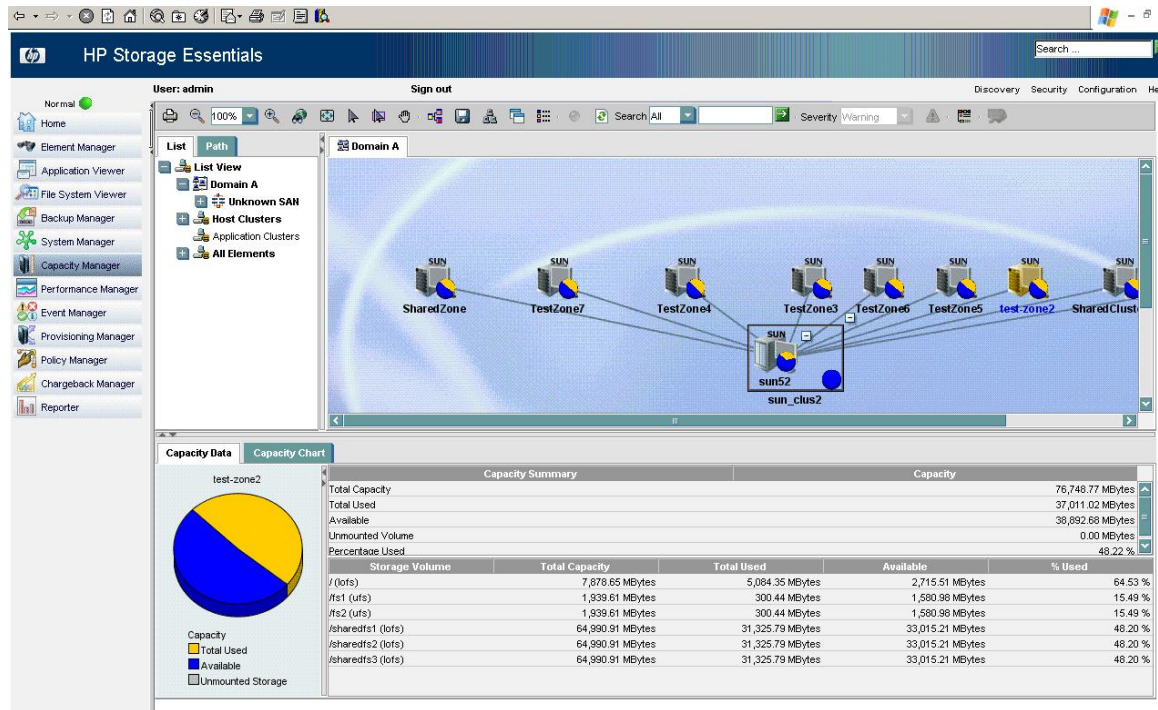 hp HP Storage Essentials
Search ...
User: admin Sign out Discovery Security Configuration He
Normal
Home
Element Manager
Application Viewer
File System Viewer
Backup Manager
System Manager
Capacity Manager
Performance Manager
Event Manager
Provisioning Manager
Policy Manager
Chargeback Manager
Reporter
100% Search All Severity Warning
List Path
List View
Domain A
Unknown SAN
Host Clusters
Application Clusters
All Elements
Domain A
SUN SUN SUN SUN SUN SUN SUN SUN
SharedZone TestZone7 TestZone4 TestZone3 TestZone6 TestZone5 test-zone2 SharedClust
SUN
sun52
sun_clus2
Capacity Data Capacity Chart
test-zone2
Capacity
Total Used
Available
Unmounted Storage
Capacity Summary Capacity
Total Capacity 76,748.77 MBytes
Total Used 37,011.02 MBytes
Available 38,892.68 MBytes
Unmounted Volume 0.00 MBytes
Percentage Used 48.22 %
Storage Volume Total Capacity Total Used Available % Used
/ (lofs) 7,878.65 MBytes 5,084.35 MBytes 2,715.51 MBytes 64.53 %
/fs1 (ufs) 1,939.61 MBytes 300.44 MBytes 1,580.98 MBytes 15.49 %
/fs2 (ufs) 1,939.61 MBytes 300.44 MBytes 1,580.98 MBytes 15.49 %
/sharedfs1 (lofs) 64,990.91 MBytes 31,325.79 MBytes 33,015.21 MBytes 48.20 %
/sharedfs2 (lofs) 64,990.91 MBytes 31,325.79 MBytes 33,015.21 MBytes 48.20 %
/sharedfs3 (lofs) 64,990.91 MBytes 31,325.79 MBytes 33,015.21 MBytes 48.20 %